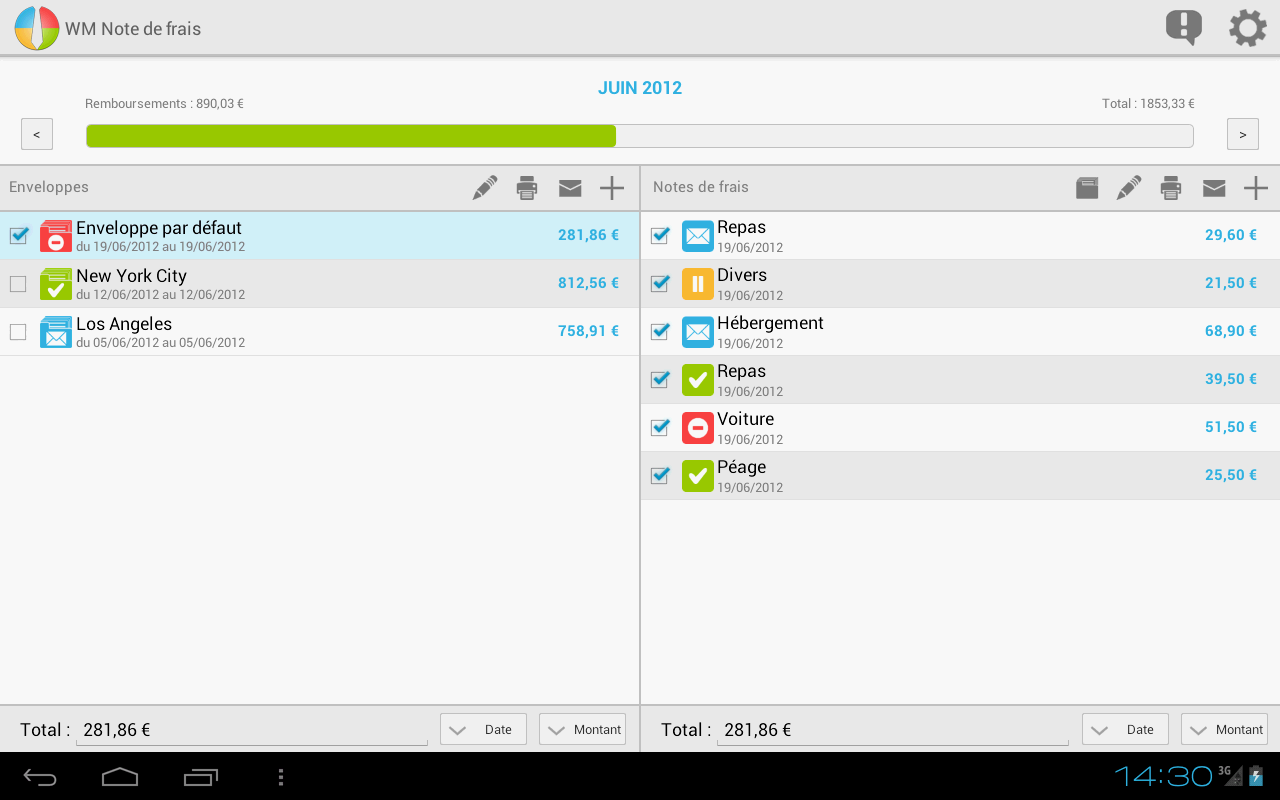 WM Note de frais
JUIN 2012
Remboursements : 890,03 €
Total : 1853,33 €
<
>
Enveloppes
Enveloppe par défaut
du 19/06/2012 au 19/06/2012
281,86 €
New York City
du 12/06/2012 au 12/06/2012
812,56 €
Los Angeles
du 05/06/2012 au 05/06/2012
758,91 €
Total : 281,86 €
Date
Montant
Notes de frais
Repas
19/06/2012
29,60 €
Divers
19/06/2012
21,50 €
Hébergement
19/06/2012
68,90 €
Repas
19/06/2012
39,50 €
Voiture
19/06/2012
51,50 €
Péage
19/06/2012
25,50 €
Total : 281,86 €
Date
Montant
14:30
3G